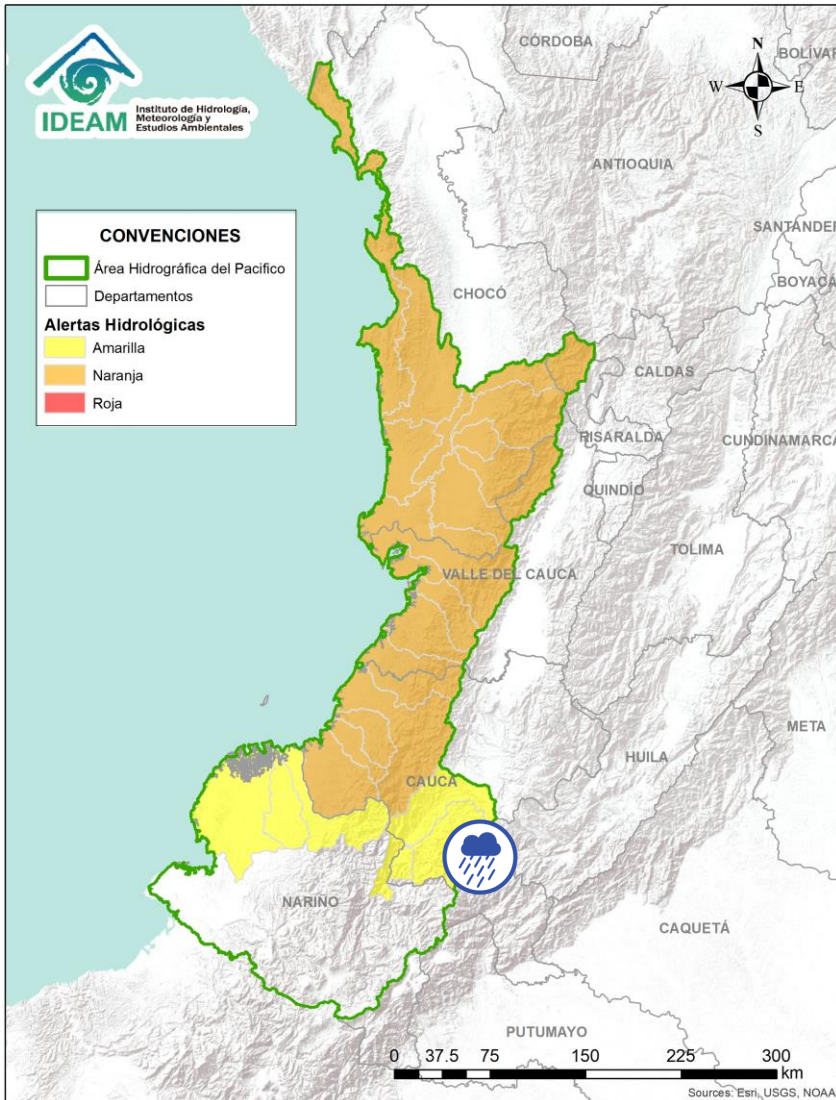 IDEAM
Instituto de Hidrología,
Meteorología y
Estudios Ambientales
CÓRDOBA
BOLÍVAR
N
W E
S
ANTIOQUIA
SANTANDER
BOYACÁ
CONVENCIONES
Área Hidrográfica del Pacifico
Departamentos
Alertas Hidrológicas
Amarilla
Naranja
Roja
CHOCÓ
CALDAS
RISARALDA
CUNDINAMARCA
QUINDÍO
TOLIMA
VALLE DEL CAUCA
META
HUILA
CAUCA
NARIÑO
CAQUETÁ
PUTUMAYO
0 37.5 75 150 225 300
km
Sources: Esri, USGS, NOAA